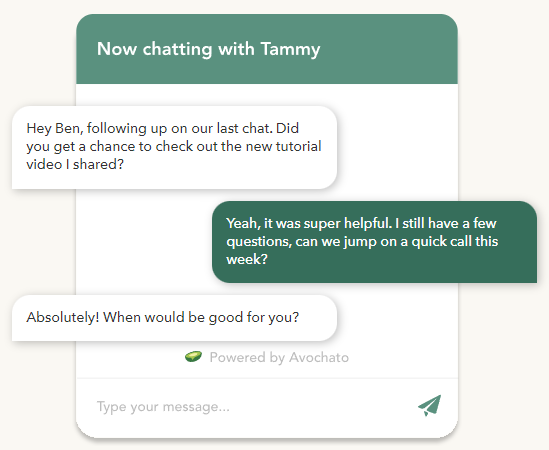 Now chatting with Tammy
Hey Ben, following up on our last chat. Did
you get a chance to check out the new tutorial
video I shared?
Yeah, it was super helpful. I still have a few
questions, can we jump on a quick call this
week?
Absolutely! When would be good for you?
Powered by Avochato
Type your message...